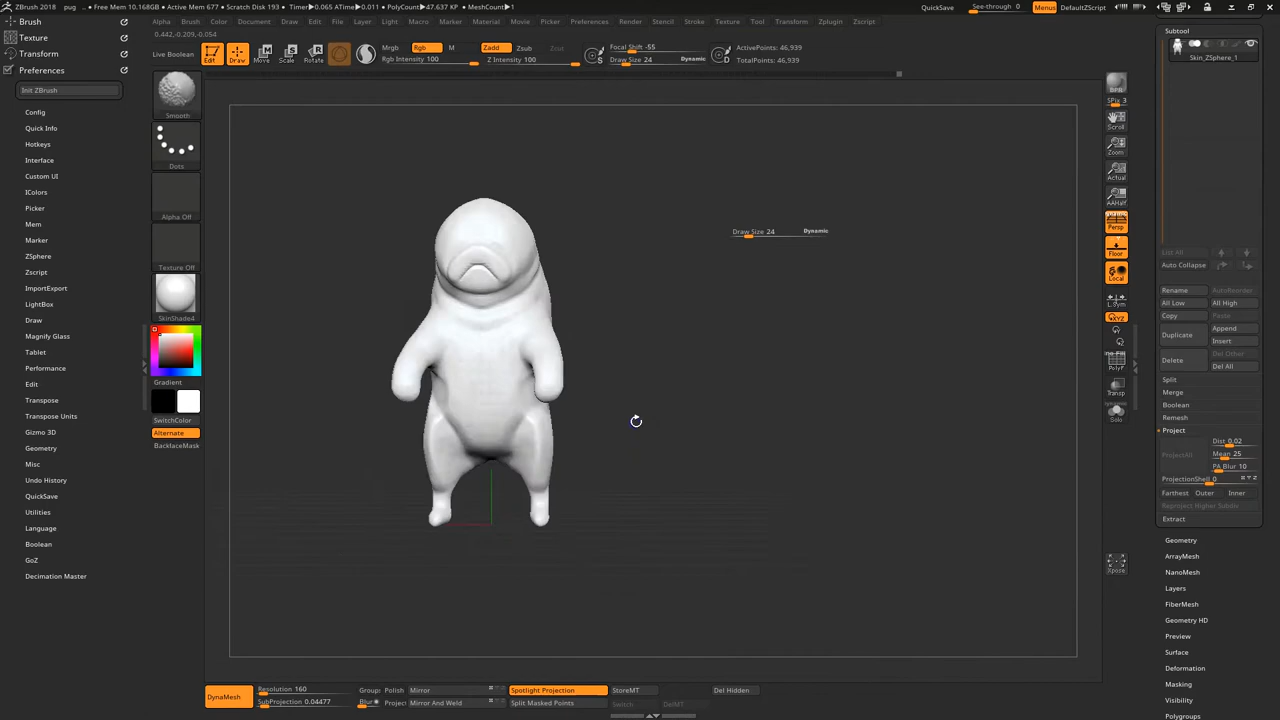 ZBrush 2018 pug .. • Free Mem 10.168GB • Active Mem 677 • Scratch Disk 193 • Timer▶0.065 ATime▶0.011 • PolyCount▶47.637 KP • MeshCount▶1
QuickSave See-through 0 Menus DefaultZScript
Brush
Alpha Brush Color Document Draw Edit File Layer Light Macro Marker Material Movie Picker Preferences Render Stencil Stroke Texture Tool Transform Zplugin Zscript
Texture
0.442,-0.209,-0.054
Transform
Live Boolean
Edit Draw Move Scale Rotate
Mrgb Rgb M Zadd Zsub Zcut
Rgb Intensity 100 Z Intensity 100
Focal Shift -55
Draw Size 24 Dynamic
S D
ActivePoints: 46,939
TotalPoints: 46,939
Preferences
Init ZBrush
Config
Quick Info
Hotkeys
Interface
Custom UI
IColors
Picker
Mem
Marker
ZSphere
Zscript
ImportExport
LightBox
Draw
Magnify Glass
Tablet
Performance
Edit
Transpose
Transpose Units
Gizmo 3D
Geometry
Misc
Undo History
QuickSave
Utilities
Language
Boolean
GoZ
Decimation Master
Smooth
Dots
Alpha Off
Texture Off
SkinShade4
Gradient
SwitchColor
Alternate
BackfaceMask
Draw Size 24 Dynamic
BPR
SPix 3
Scroll
Zoom
Actual
AAHalf
Persp
Floor
Local
L.Sym
XYZ
PolyF
Transp
Solo
Xpose
Subtool
Skin_ZSphere_1
List All
Auto Collapse
Rename AutoReorder
All Low All High
Copy Paste
Duplicate Append
Insert
Delete Del Other
Del All
Split
Merge
Boolean
Remesh
Project
ProjectAll Dist 0.02
Mean 25
PA Blur 10
ProjectionShell 0
Farthest Outer Inner
Reproject Higher Subdiv
Extract
Geometry
ArrayMesh
NanoMesh
Layers
FiberMesh
Geometry HD
Preview
Surface
Deformation
Masking
Visibility
Polygroups
DynaMesh
Resolution 160 Group Polish Mirror Spotlight Projection StoreMT Del Hidden
SubProjection 0.04477 Blur Project Mirror And Weld Split Masked Points Switch DelMT